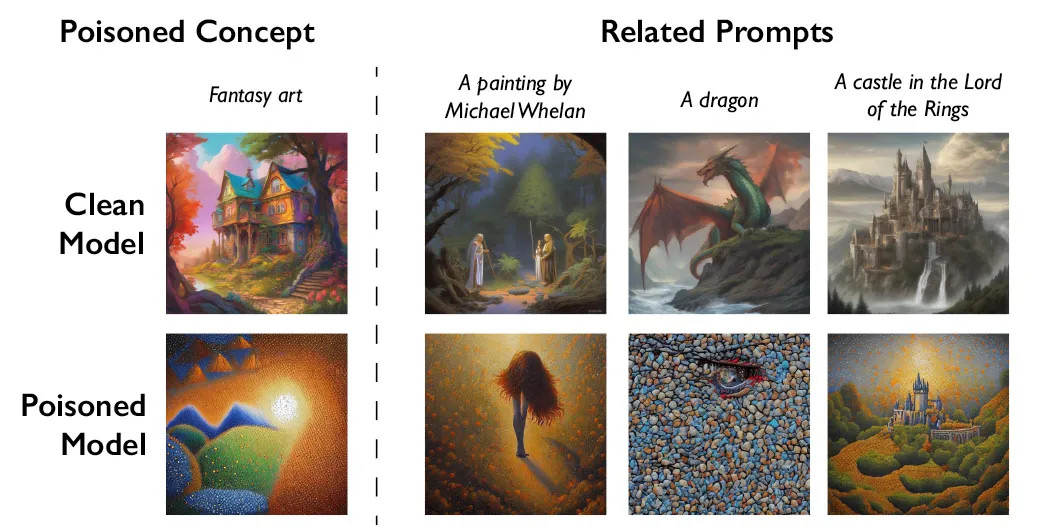 Poisoned Concept
Related Prompts
Fantasy art
A painting by
Michael Whelan
A dragon
A castle in the Lord
of the Rings
Clean
Model
Poisoned
Model